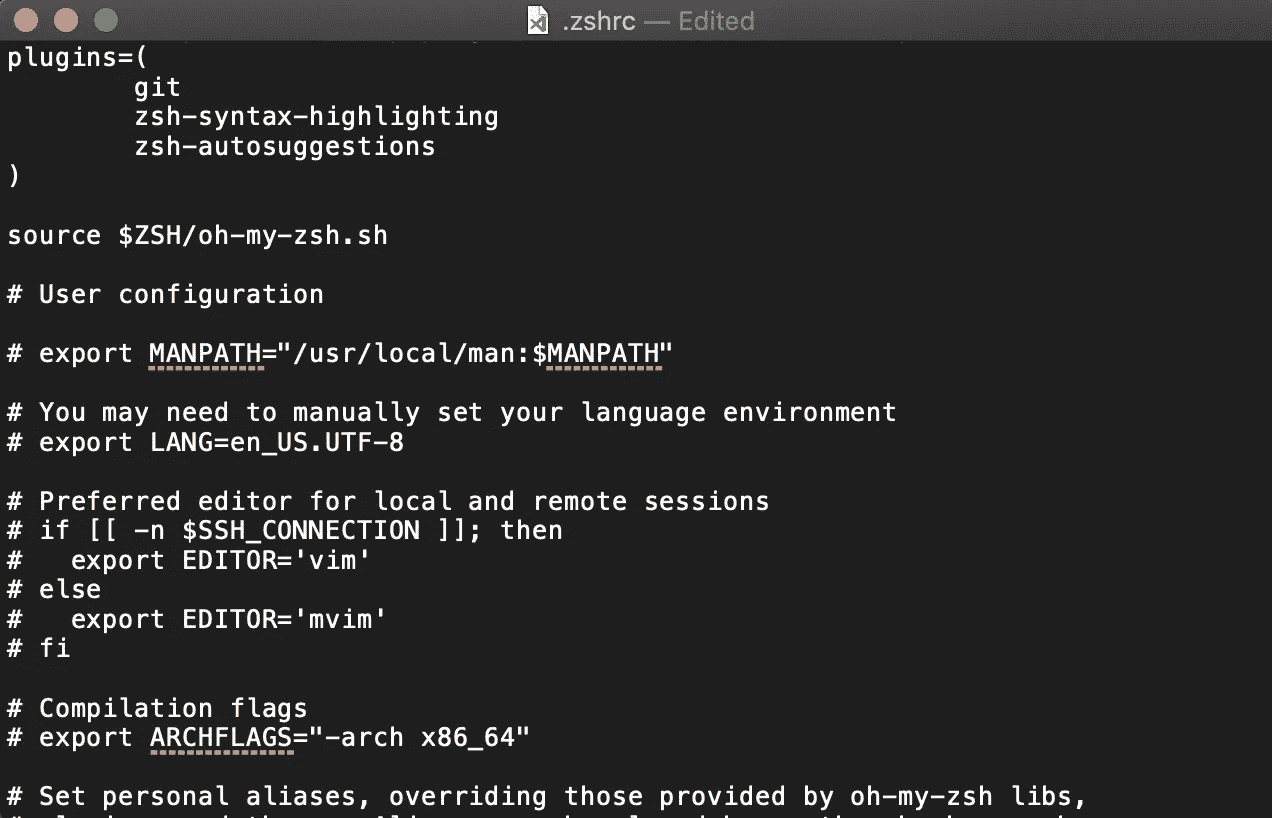 .zshrc — Edited
plugins=(
        git
        zsh-syntax-highlighting
        zsh-autosuggestions
)
source $ZSH/oh-my-zsh.sh
# User configuration
# export MANPATH="/usr/local/man:$MANPATH"
# You may need to manually set your language environment
# export LANG=en_US.UTF-8
# Preferred editor for local and remote sessions
# if [[ -n $SSH_CONNECTION ]]; then
#   export EDITOR='vim'
# else
#   export EDITOR='mvim'
# fi
# Compilation flags
# export ARCHFLAGS="-arch x86_64"
# Set personal aliases, overriding those provided by oh-my-zsh libs,